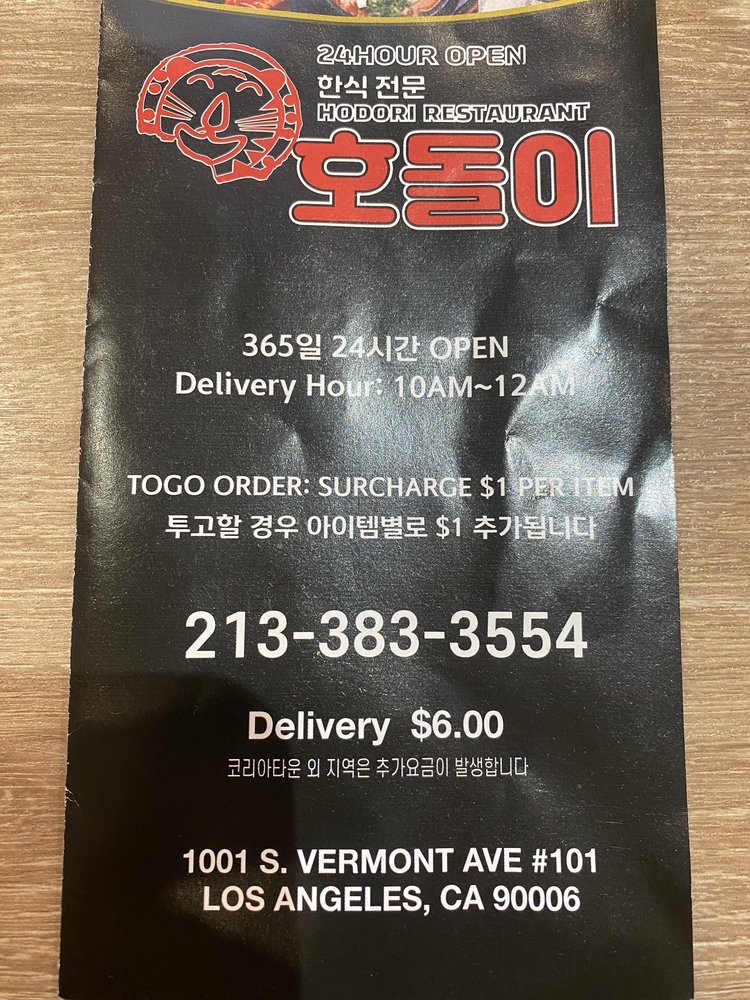 24HOUR OPEN
한식 전문
HODORI RESTAURANT
호돌이
365일 24시간 OPEN
Delivery Hour: 10AM~12AM
TOGO ORDER: SURCHARGE $1 PER ITEM
투고할 경우 아이템별로 $1 추가됩니다
213-383-3554
Delivery $6.00
코리아타운 외 지역은 추가요금이 발생합니다
1001 S. VERMONT AVE #101
LOS ANGELES, CA 90006